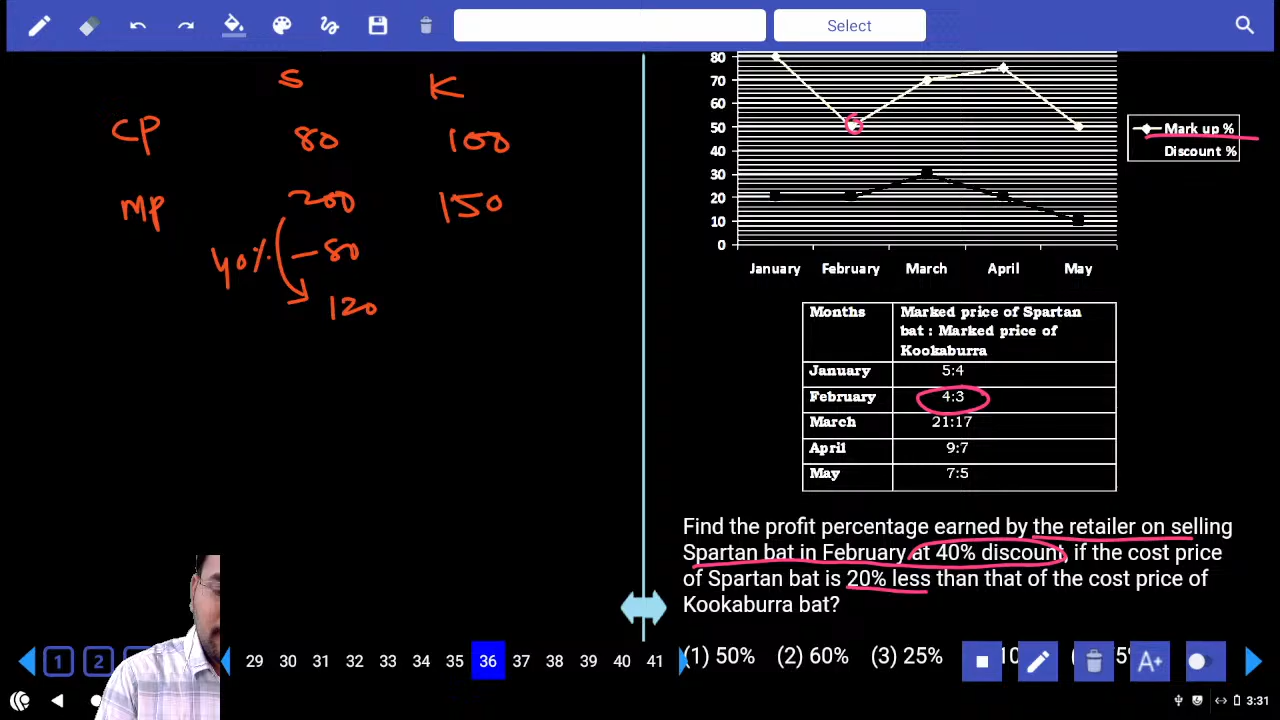 Select
S K
CP 80 100
MP 200 150
40% - 80
120
80
70
60
50
40
30
20
10
0
January February March April May
Mark up %
Discount %
Months Marked price of Spartan bat : Marked price of Kookaburra
January 5:4
February 4:3
March 21:17
April 9:7
May 7:5
Find the profit percentage earned by the retailer on selling
Spartan bat in February at 40% discount, if the cost price
of Spartan bat is 20% less than that of the cost price of
Kookaburra bat?
(1) 50% (2) 60% (3) 25%
1 2 29 30 31 32 33 34 35 36 37 38 39 40 41
A+
3:31